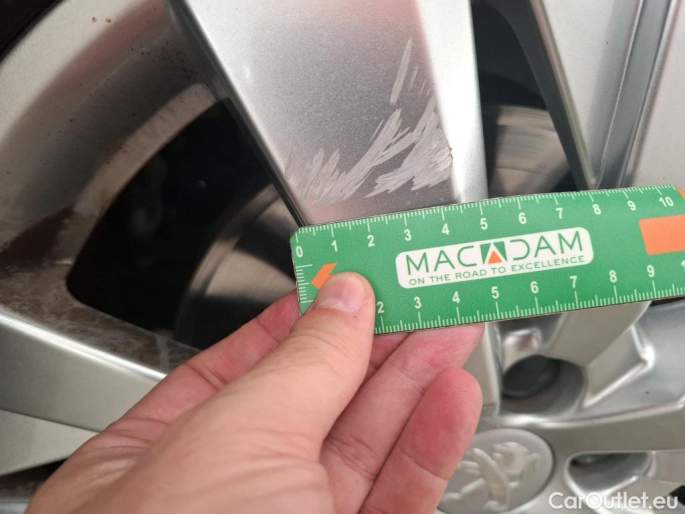 0 1 2 3 4 5 6 7 8 9 10
MACADAM
ON THE ROAD TO EXCELLENCE
2 3 4 5 6 7 8 9
CarOutlet.eu